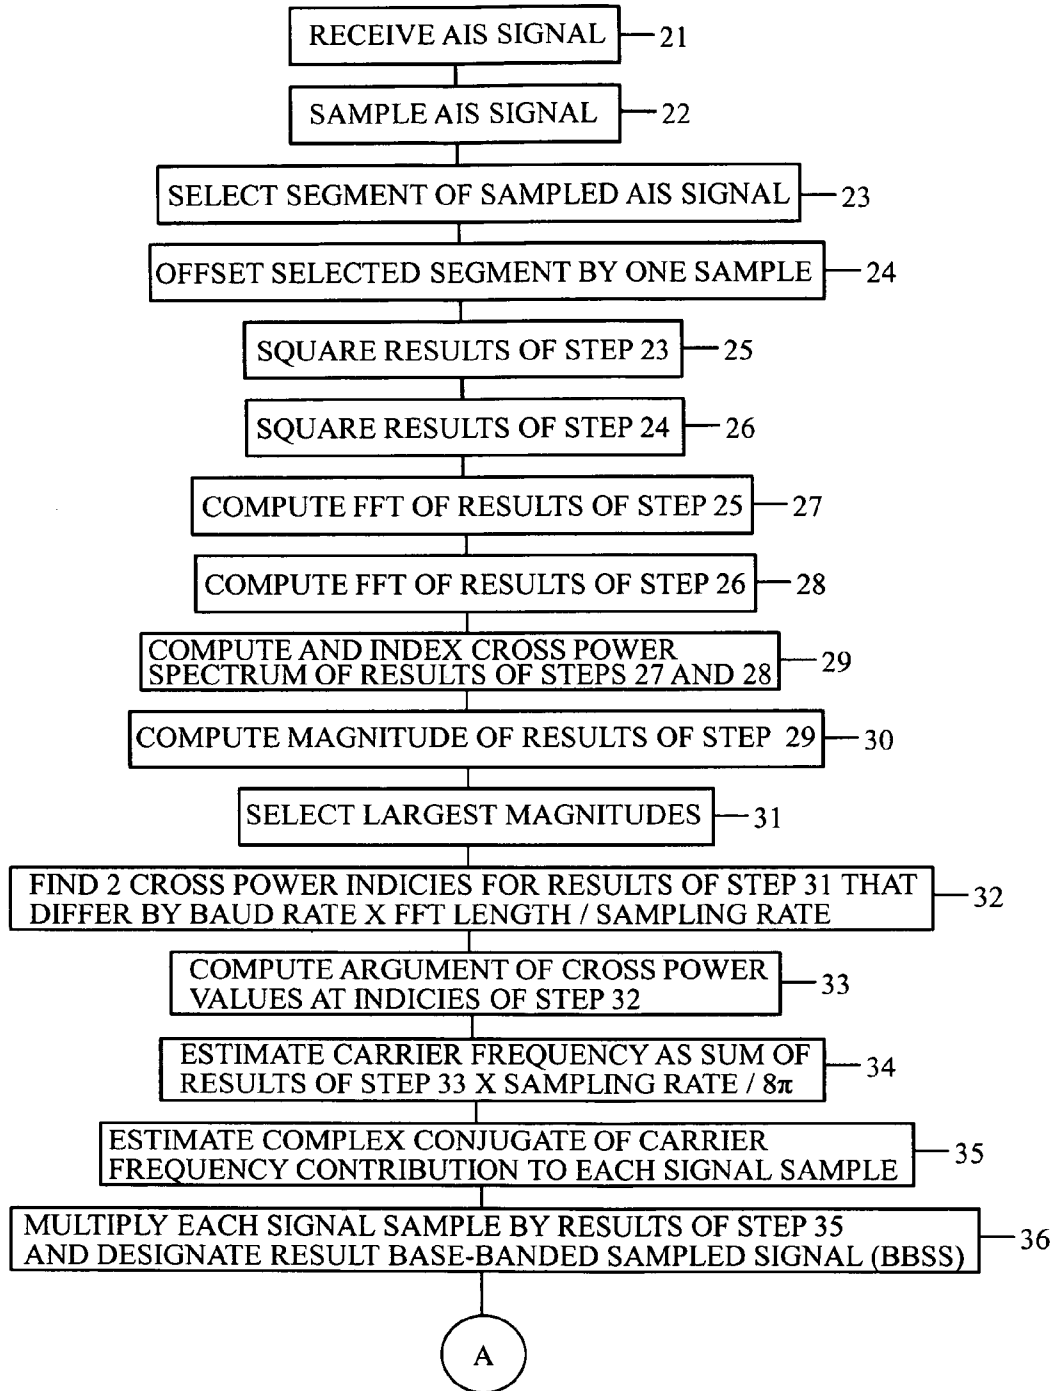 RECEIVE AIS SIGNAL 21
SAMPLE AIS SIGNAL 22
SELECT SEGMENT OF SAMPLED AIS SIGNAL 23
OFFSET SELECTED SEGMENT BY ONE SAMPLE 24
SQUARE RESULTS OF STEP 23 25
SQUARE RESULTS OF STEP 24 26
COMPUTE FFT OF RESULTS OF STEP 25 27
COMPUTE FFT OF RESULTS OF STEP 26 28
COMPUTE AND INDEX CROSS POWER
SPECTRUM OF RESULTS OF STEPS 27 AND 28 29
COMPUTE MAGNITUDE OF RESULTS OF STEP 29 30
SELECT LARGEST MAGNITUDES 31
FIND 2 CROSS POWER INDICIES FOR RESULTS OF STEP 31 THAT
DIFFER BY BAUD RATE X FFT LENGTH / SAMPLING RATE 32
COMPUTE ARGUMENT OF CROSS POWER
VALUES AT INDICIES OF STEP 32 33
ESTIMATE CARRIER FREQUENCY AS SUM OF
RESULTS OF STEP 33 X SAMPLING RATE / 8π 34
ESTIMATE COMPLEX CONJUGATE OF CARRIER
FREQUENCY CONTRIBUTION TO EACH SIGNAL SAMPLE 35
MULTIPLY EACH SIGNAL SAMPLE BY RESULTS OF STEP 35
AND DESIGNATE RESULT BASE-BANDED SAMPLED SIGNAL (BBSS) 36
A